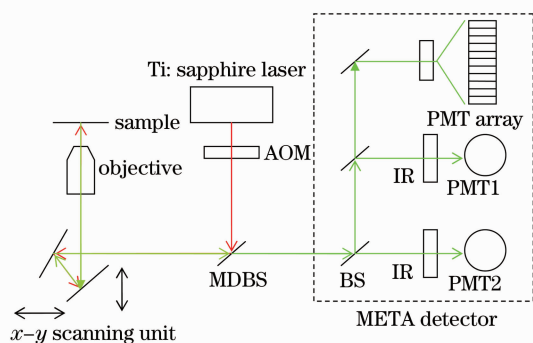 Ti: sapphire laser
PMT array
sample
AOM
objective
IR
PMT1
MDBS
BS
IR
PMT2
x–y scanning unit
META detector